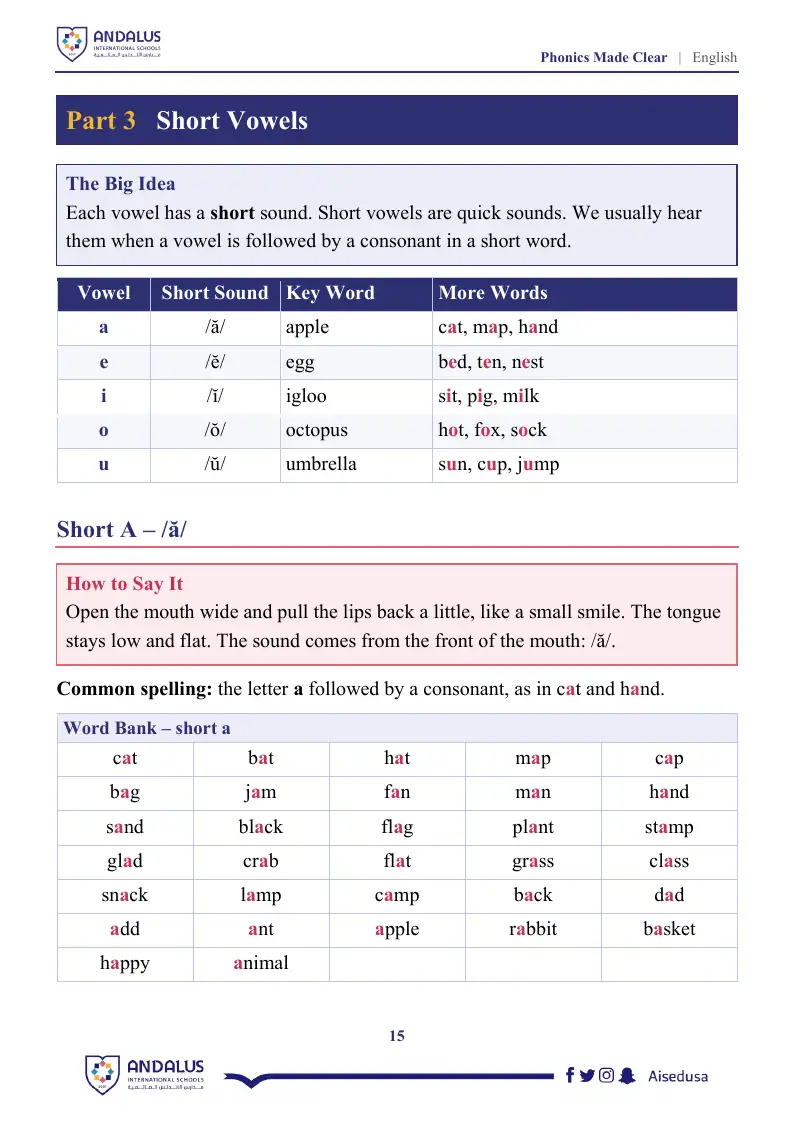 ANDALUS
INTERNATIONAL SCHOOLS
مدارس الأندلس العالمية
Phonics Made Clear | English
Part 3 Short Vowels
The Big Idea
Each vowel has a short sound. Short vowels are quick sounds. We usually hear
them when a vowel is followed by a consonant in a short word.
Vowel Short Sound Key Word More Words
a /ă/ apple cat, map, hand
e /ĕ/ egg bed, ten, nest
i /ĭ/ igloo sit, pig, milk
o /ŏ/ octopus hot, fox, sock
u /ŭ/ umbrella sun, cup, jump
Short A – /ă/
How to Say It
Open the mouth wide and pull the lips back a little, like a small smile. The tongue
stays low and flat. The sound comes from the front of the mouth: /ă/.
Common spelling: the letter a followed by a consonant, as in cat and hand.
Word Bank – short a
cat bat hat map cap
bag jam fan man hand
sand black flag plant stamp
glad crab flat grass class
snack lamp camp back dad
add ant apple rabbit basket
happy animal
15
ANDALUS
INTERNATIONAL SCHOOLS
مدارس الأندلس العالمية
Aisedusa